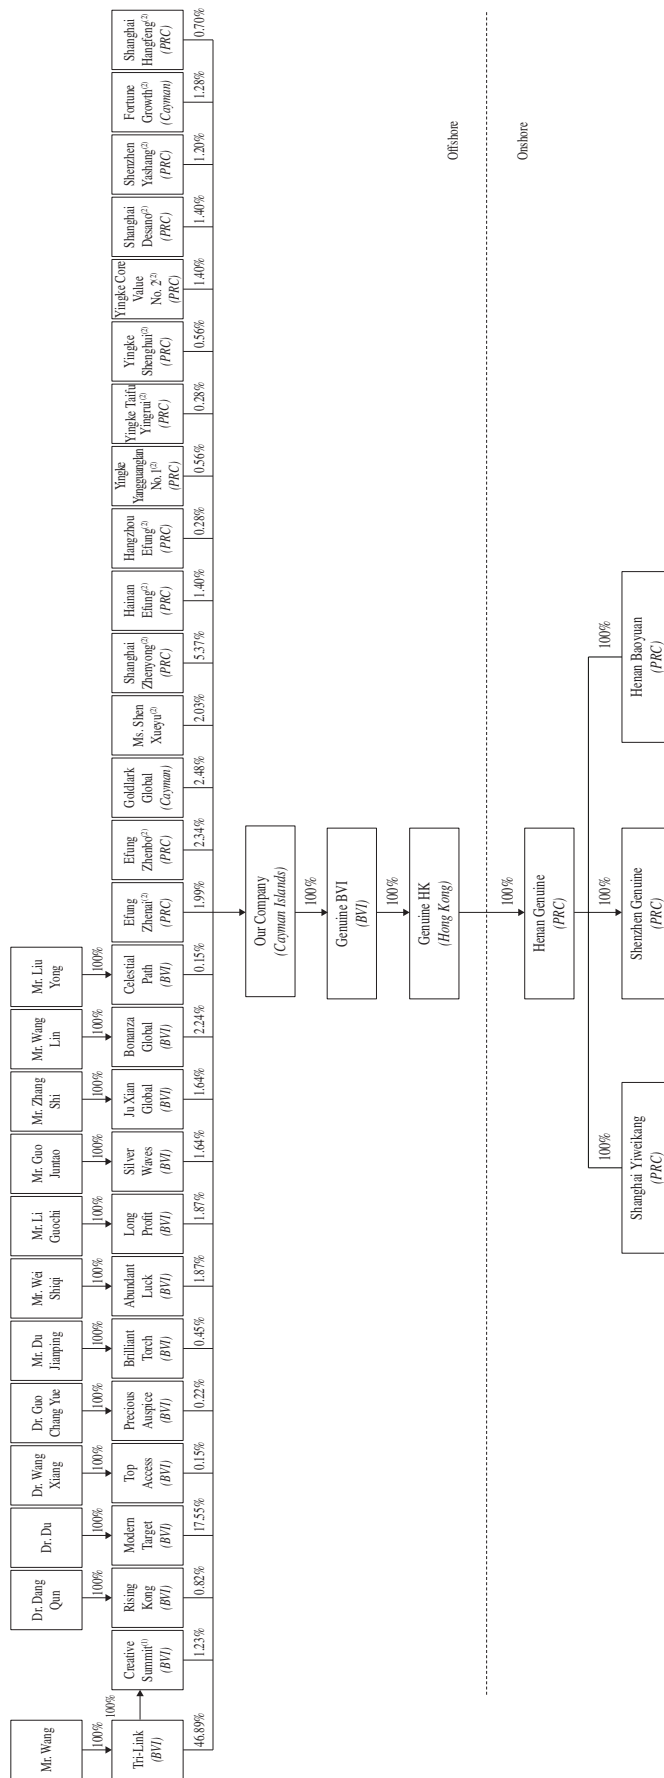 Mr. Wang
Dr. Dang
Qun
Dr. Du
Dr. Wang
Xiang
Dr. Guo
Chang Yue
Mr. Du
Jianping
Mr. Wei
Shiqi
Mr. Li
Guochi
Mr. Guo
Juntao
Mr. Zhang
Shi
Mr. Wang
Lin
Mr. Liu
Yong
100%
100%
100%
100%
100%
100%
100%
100%
100%
100%
100%
100%
Tri-Link
(BVI)
100%
Creative
Summit(1)
(BVI)
Rising
Kong
(BVI)
Modern
Target
(BVI)
Top
Access
(BVI)
Precious
Auspice
(BVI)
Brilliant
Torch
(BVI)
Abundant
Luck
(BVI)
Long
Profit
(BVI)
Silver
Waves
(BVI)
Ju Xian
Global
(BVI)
Bonanza
Global
(BVI)
Celestial
Path
(BVI)
Efung
Zhenai(2)
(PRC)
Efung
Zhenbo(2)
(PRC)
Goldlark
Global
(Cayman)
Ms. Shen
Xueyu(2)
Shanghai
Zhenyong(2)
(PRC)
Hainan
Efung(2)
(PRC)
Hangzhou
Efung(2)
(PRC)
Yingke
Yangguanglan
No. 1(2)
(PRC)
Yingke Taifu
Yingrui(2)
(PRC)
Yingke
Shenghui(2)
(PRC)
Yingke Core
Value
No. 2(2)
(PRC)
Shanghai
Desano(2)
(PRC)
Shenzhen
Yashang(2)
(PRC)
Fortune
Growth(2)
(Cayman)
Shanghai
Hangfeng(2)
(PRC)
46.89%
1.23%
0.82%
17.55%
0.15%
0.22%
0.45%
1.87%
1.87%
1.64%
1.64%
2.24%
0.15%
1.99%
2.34%
2.48%
2.03%
5.37%
1.40%
0.28%
0.56%
0.28%
0.56%
1.40%
1.40%
1.20%
1.28%
0.70%
Our Company
(Cayman Islands)
100%
Genuine BVI
(BVI)
100%
Genuine HK
(Hong Kong)
Offshore
Onshore
100%
Henan Genuine
(PRC)
100%
100%
100%
Shanghai Yiweikang
(PRC)
Shenzhen Genuine
(PRC)
Henan Baoyuan
(PRC)